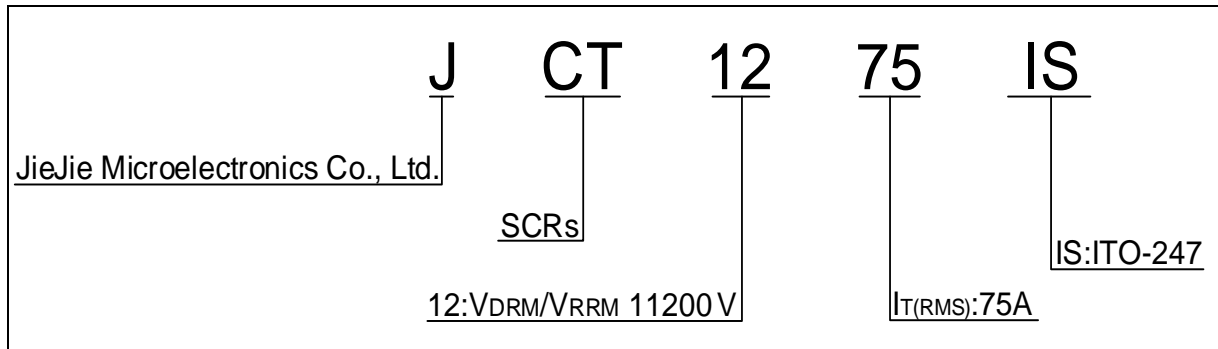 J CT 12 75 IS
JieJie Microelectronics Co., Ltd.
SCRs
IS:ITO-247
12:VDRM/VRRM 11200 V
IT(RMS):75A